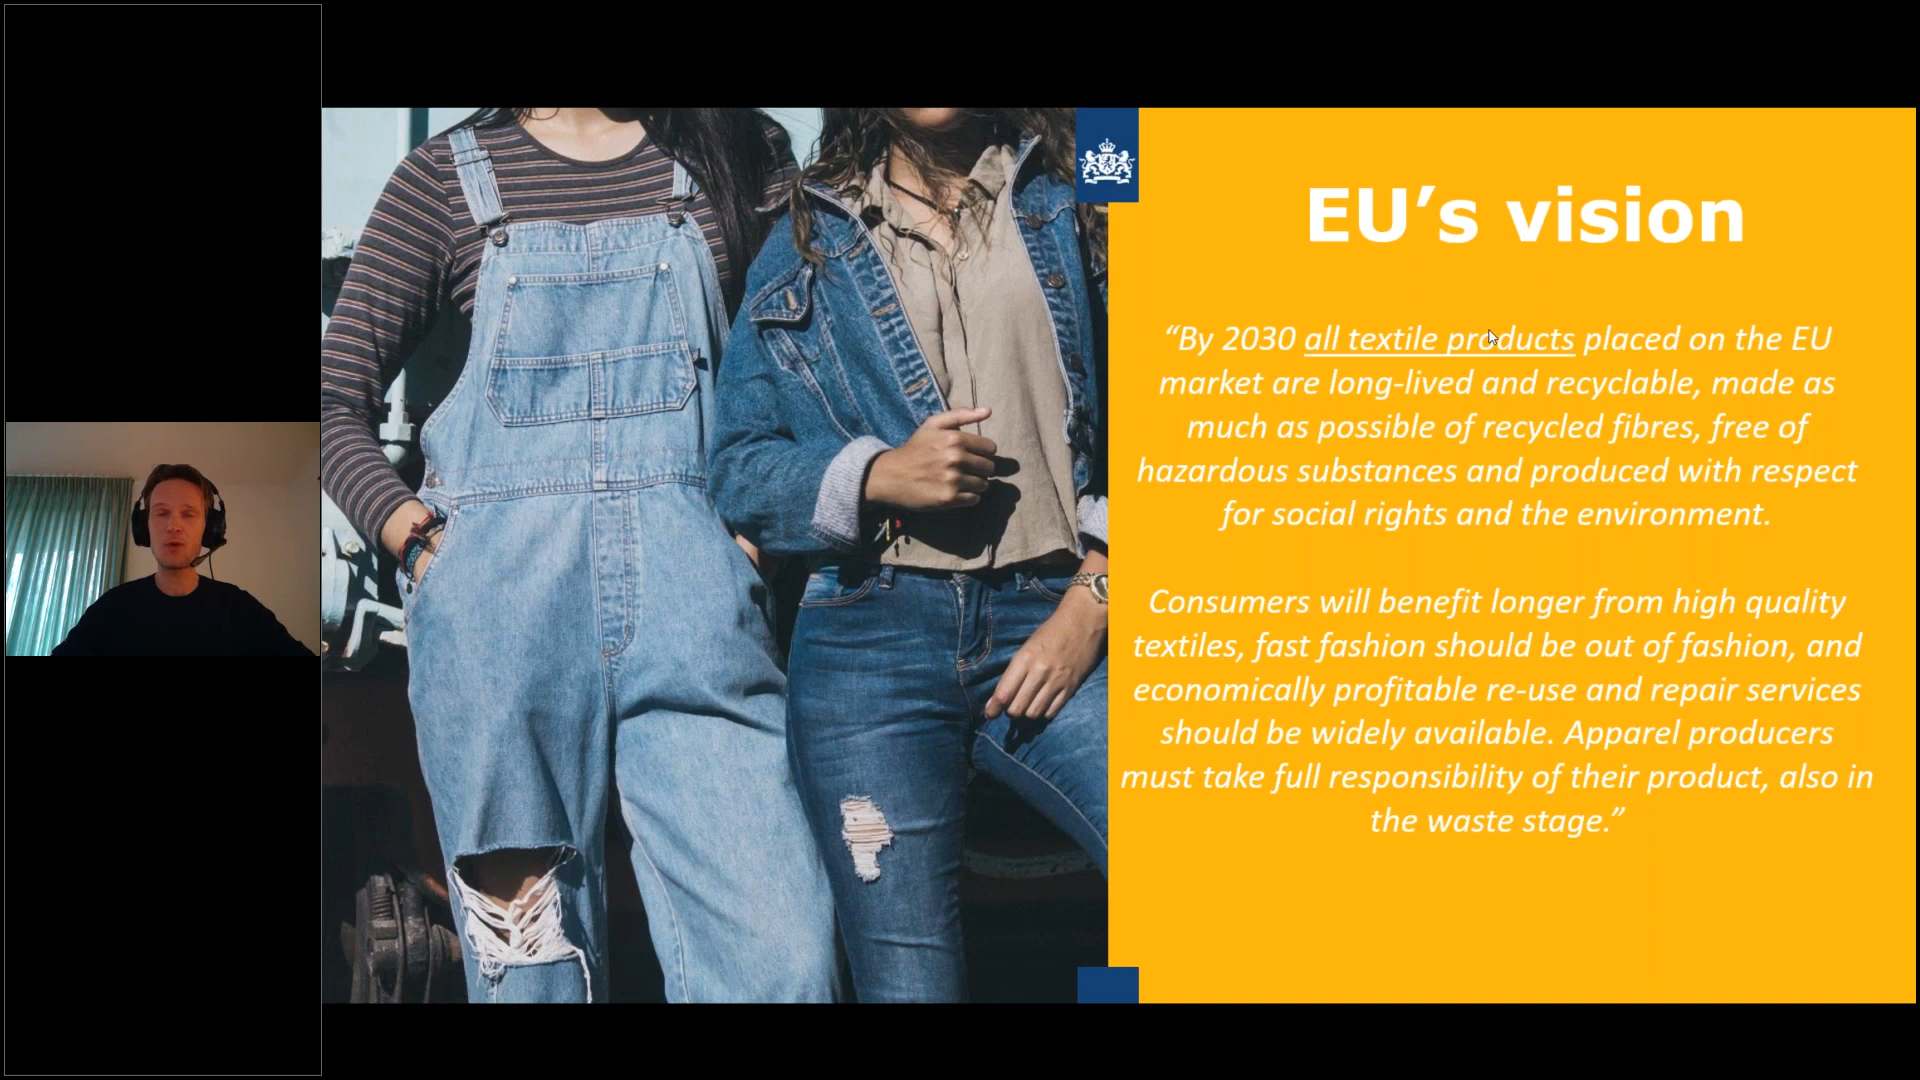 EU’s vision
“By 2030 all textile products placed on the EU
market are long-lived and recyclable, made as
much as possible of recycled fibres, free of
hazardous substances and produced with respect
for social rights and the environment.
Consumers will benefit longer from high quality
textiles, fast fashion should be out of fashion, and
economically profitable re-use and repair services
should be widely available. Apparel producers
must take full responsibility of their product, also in
the waste stage.”